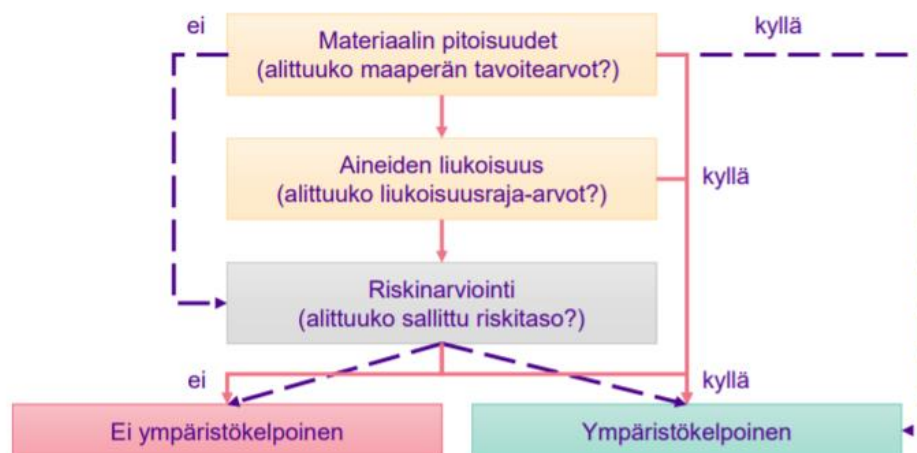 ei
Materiaalin pitoisuudet
(alittuuko maaperän tavoitearvot?)
kyllä
Aineiden liukoisuus
(alittuuko liukoisuusraja-arvot?)
kyllä
Riskinarviointi
(alittuuko sallittu riskitaso?)
ei
kyllä
Ei ympäristökelpoinen
Ympäristökelpoinen